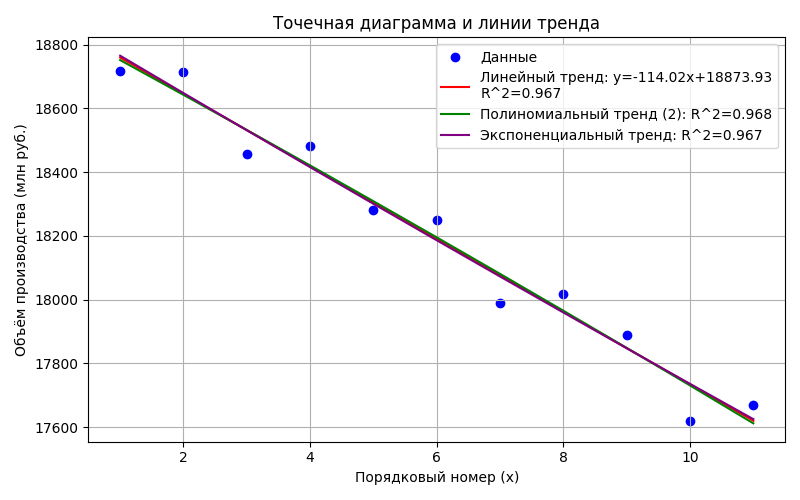 Точечная диаграмма и линии тренда
Данные
Линейный тренд: y=-114.02x+18873.93
R^2=0.967
Полиномиальный тренд (2): R^2=0.968
Экспоненциальный тренд: R^2=0.967
Объём производства (млн руб.)
18800
18600
18400
18200
18000
17800
17600
2 4 6 8 10
Порядковый номер (x)